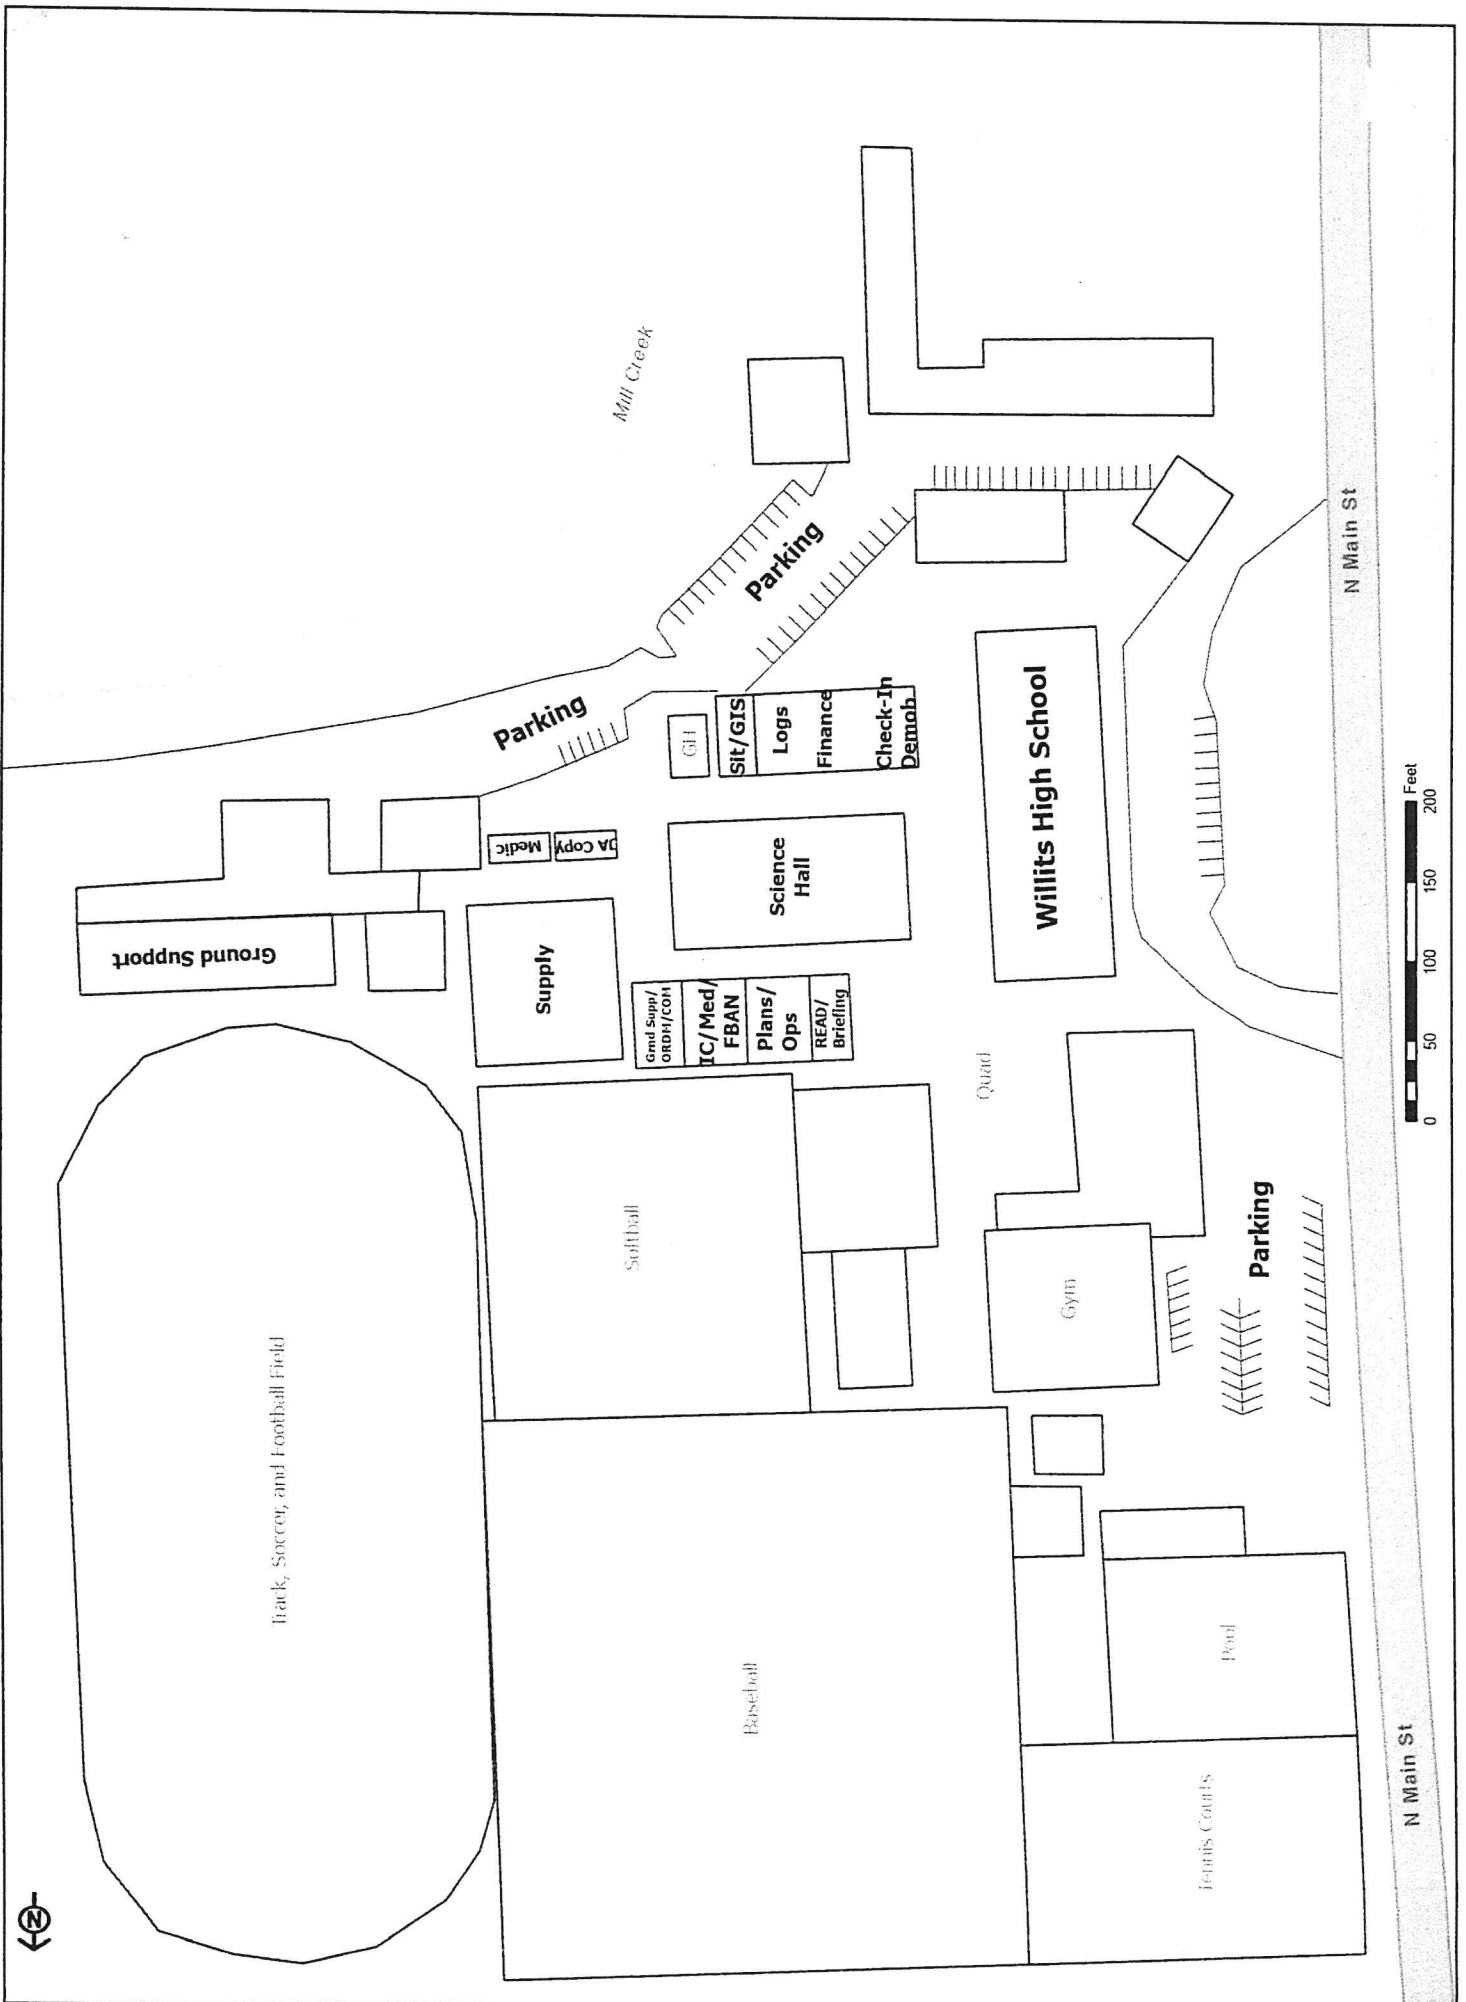 N
Track, Soccer, and Football Field
Ground Support
Parking
Mill Creek
Medic
DA Copy
Supply
GH
Sit/GIS
Logs
Finance
Check-In
Demob
Parking
Science
Hall
Grnd Supp/
ORDM/COM
IC/Med/
FBAN
Plans/
Ops
READ/
Briefing
Softball
Baseball
Quad
Willits High School
Gym
Parking
Pool
Tennis Courts
N Main St
N Main St
0
50
100
150
200
Feet